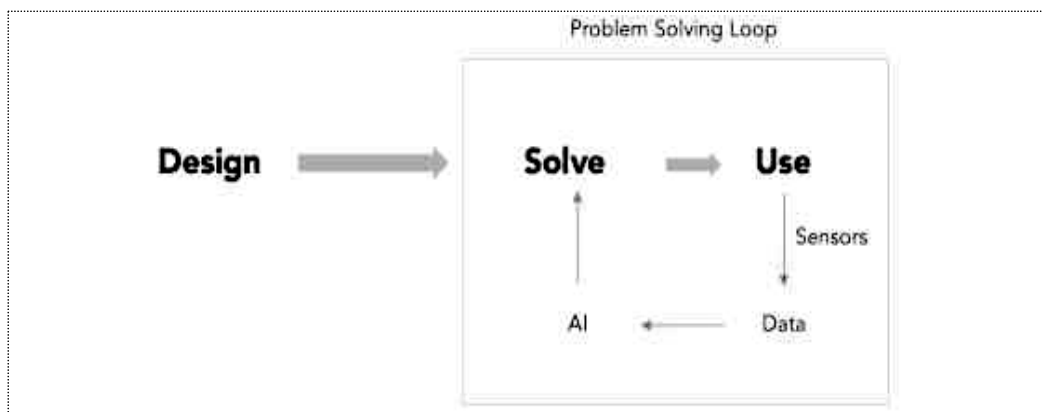 Problem Solving Loop
Design
Solve
Use
Sensors
AI
Data